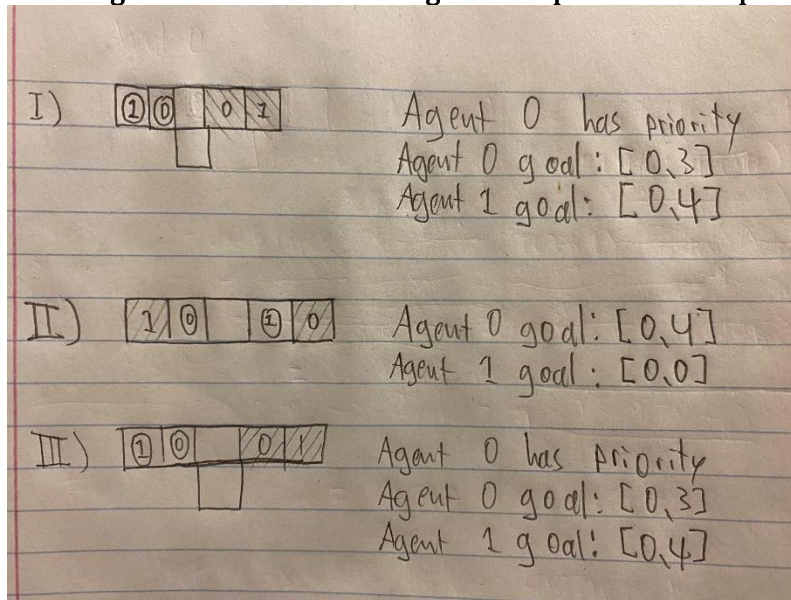 I) 1 0 0 1 Agent 0 has priority
Agent 0 goal: [0,3]
Agent 1 goal: [0,4]
II) 1 0 1 0 Agent 0 goal: [0,4]
Agent 1 goal: [0,0]
III) 1 0 0 1 Agent 0 has priority
Agent 0 goal: [0,3]
Agent 1 goal: [0,4]